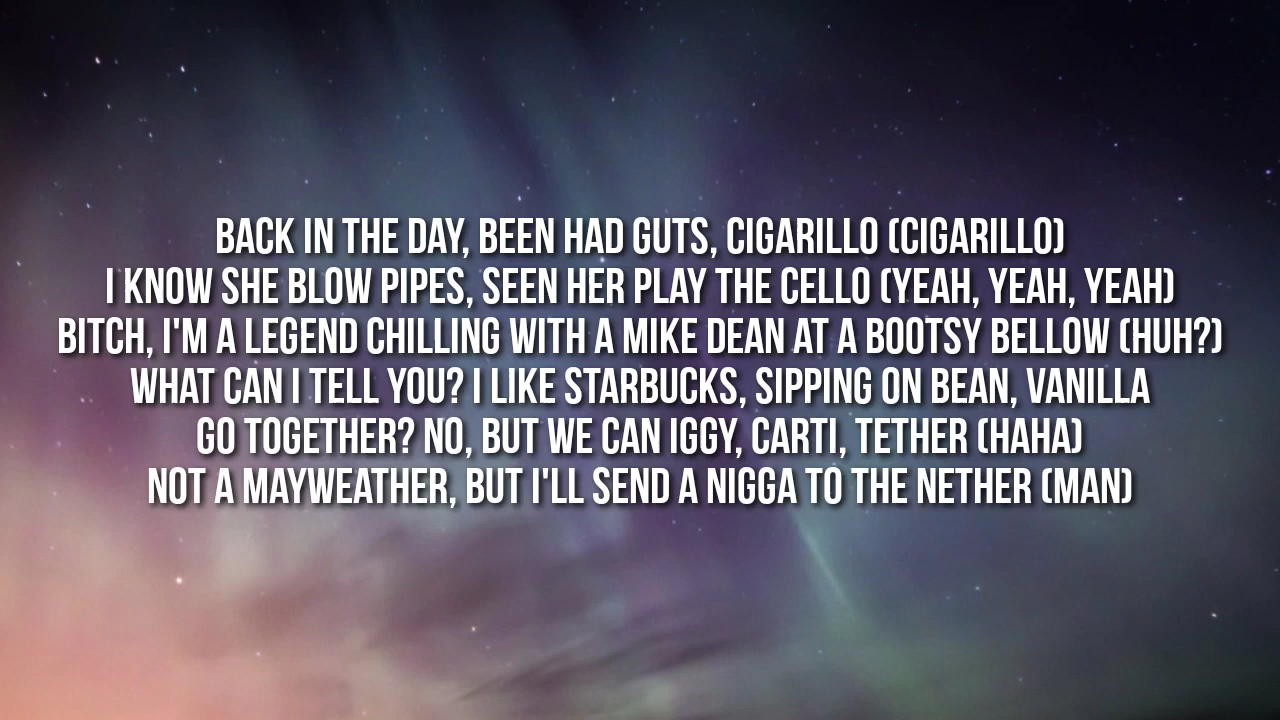 BACK IN THE DAY, BEEN HAD GUTS, CIGARILLO (CIGARILLO)
I KNOW SHE BLOW PIPES, SEEN HER PLAY THE CELLO (YEAH, YEAH, YEAH)
BITCH, I'M A LEGEND CHILLING WITH A MIKE DEAN AT A BOOTSY BELLOW (HUH?)
WHAT CAN I TELL YOU? I LIKE STARBUCKS, SIPPING ON BEAN, VANILLA
GO TOGETHER? NO, BUT WE CAN IGGY, CARTI, TETHER (HAHA)
NOT A MAYWEATHER, BUT I'LL SEND A NIGGA TO THE NETHER (MAN)